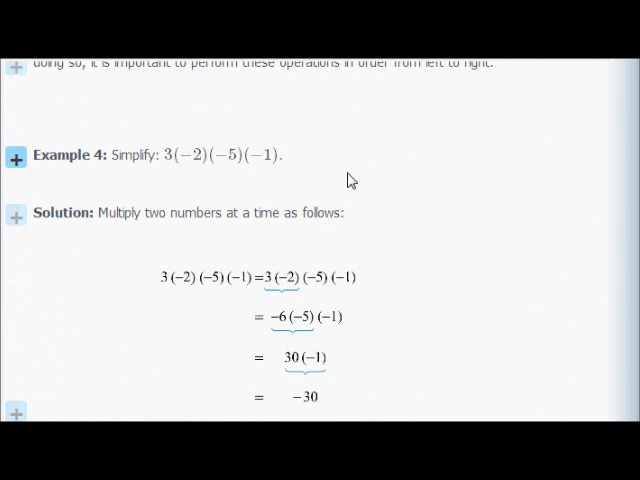 doing so, it is important to perform these operations in order from left to right.
Example 4: Simplify: 3(−2)(−5)(−1).
Solution: Multiply two numbers at a time as follows:
3(−2)(−5)(−1)=3(−2)(−5)(−1)
= −6(−5)(−1)
= 30(−1)
= −30